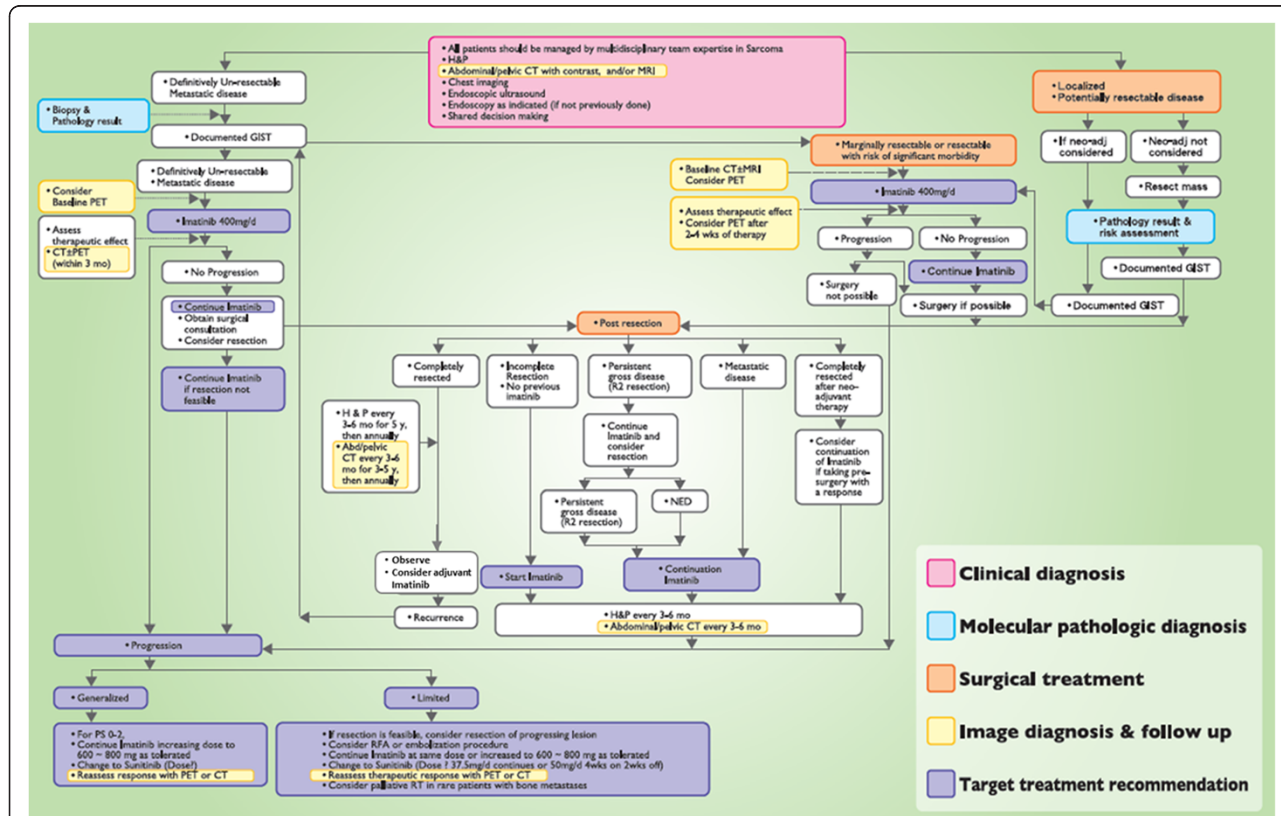 • All patients should be managed by multidisciplinary team expertise in Sarcoma
• H&P
• Abdominal/pelvic CT with contrast, and/or MRI
• Chest imaging
• Endoscopic ultrasound
• Endoscopy as indicated (if not previously done)
• Shared decision making
• Definitively Un-resectable
Metastatic disease
• Biopsy &
Pathology result
• Documented GIST
• Definitively Un-resectable
• Metastatic disease
• Consider
Baseline PET
• Imatinib 400mg/d
• Assess
therapeutic effect
• CT±PET
(within 3 mo)
• No Progression
• Continue Imatinib
• Obtain surgical
consultation
• Consider resection
• Continue Imatinib
if resection not
feasible
• Localized
• Potentially resectable disease
• If neo-adj
considered
• Neo-adj not
considered
• Resect mass
• Pathology result &
risk assessment
• Documented GIST
• Documented GIST
• Marginally resectable or resectable
with risk of significant morbidity
• Baseline CT±MRI
Consider PET
• Imatinib 400mg/d
• Assess therapeutic effect
• Consider PET after
2-4 wks of therapy
• Progression
• No Progression
• Continue Imatinib
• Surgery
not possible
• Surgery if possible
• Post resection
• Completely
resected
• Incomplete
Resection
• No previous
imatinib
• Persistent
gross disease
(R2 resection)
• Metastatic
disease
• Completely
resected
after neo-
adjuvant
therapy
• H & P every
3-6 mo for 5 y,
then annually
• Abd/pelvic
CT every 3-6
mo for 3-5 y,
then annually
• Continue
Imatinib and
consider
resection
• Consider
continuation
of Imatinib
if taking pre-
surgery with
a response
• Persistent
gross disease
(R2 resection)
• NED
• Observe
• Consider adjuvant
Imatinib
• Start Imatinib
• Continuation
Imatinib
• Recurrence
• H&P every 3-6 mo
• Abdominal/pelvic CT every 3-6 mo
• Progression
• Generalized
• Limited
• For PS 0-2,
• Continue Imatinib increasing dose to
600 ~ 800 mg as tolerated
• Change to Sunitinib (Dose?)
• Reassess response with PET or CT
• If resection is feasible, consider resection of progressing lesion
• Consider RFA or embolization procedure
• Continue Imatinib at same dose or increased to 600 ~ 800 mg as tolerated
• Change to Sunitinib (Dose ? 37.5mg/d continues or 50mg/d 4wks on 2wks off)
• Reassess therapeutic response with PET or CT
• Consider palliative RT in rare patients with bone metastases
Clinical diagnosis
Molecular pathologic diagnosis
Surgical treatment
Image diagnosis & follow up
Target treatment recommendation